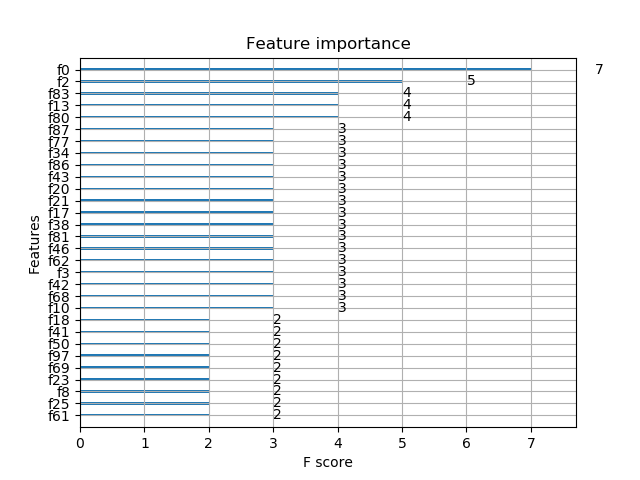 Feature importance
f0 7
f2 5
f83 4
f13 4
f80 4
f87 3
f77 3
f34 3
f86 3
f43 3
f20 3
f21 3
f17 3
f38 3
f81 3
f46 3
f62 3
f3 3
f42 3
f68 3
f10 3
f18 2
f41 2
f50 2
f97 2
f69 2
f23 2
f8 2
f25 2
f61 2
Features
0 1 2 3 4 5 6 7
F score